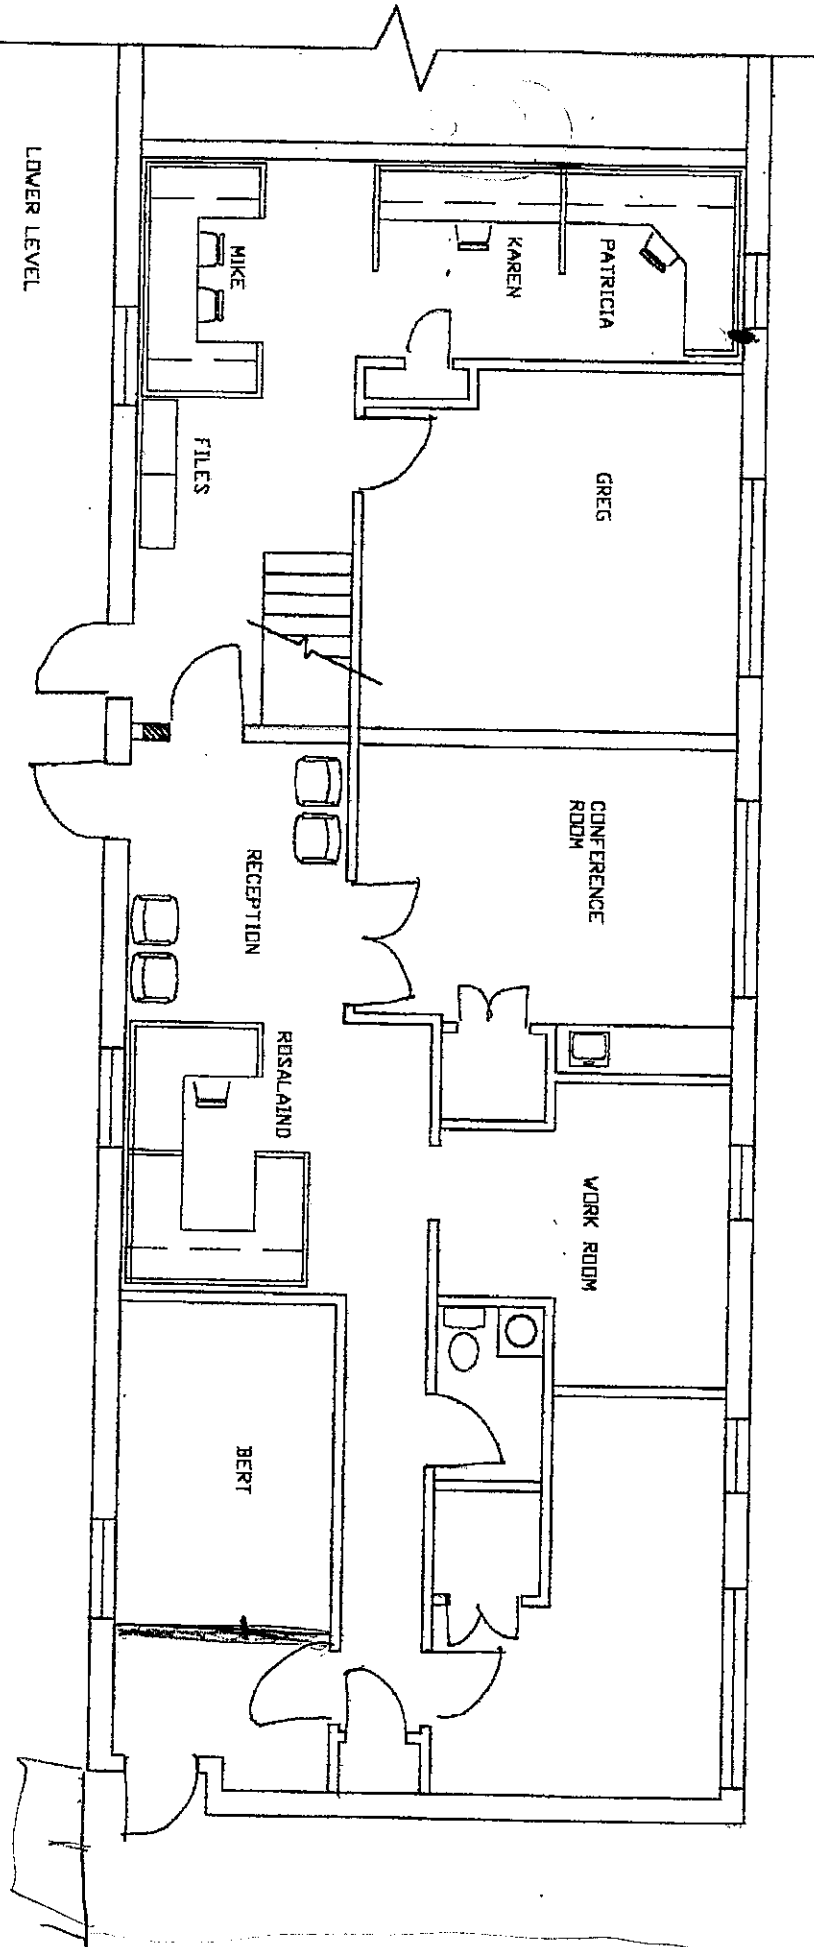 LOWER LEVEL
MIKE
KAREN
PATRICIA
FILES
GREG
RECEPTION
CONFERENCE
ROOM
ROSALAIND
WORK ROOM
BERT